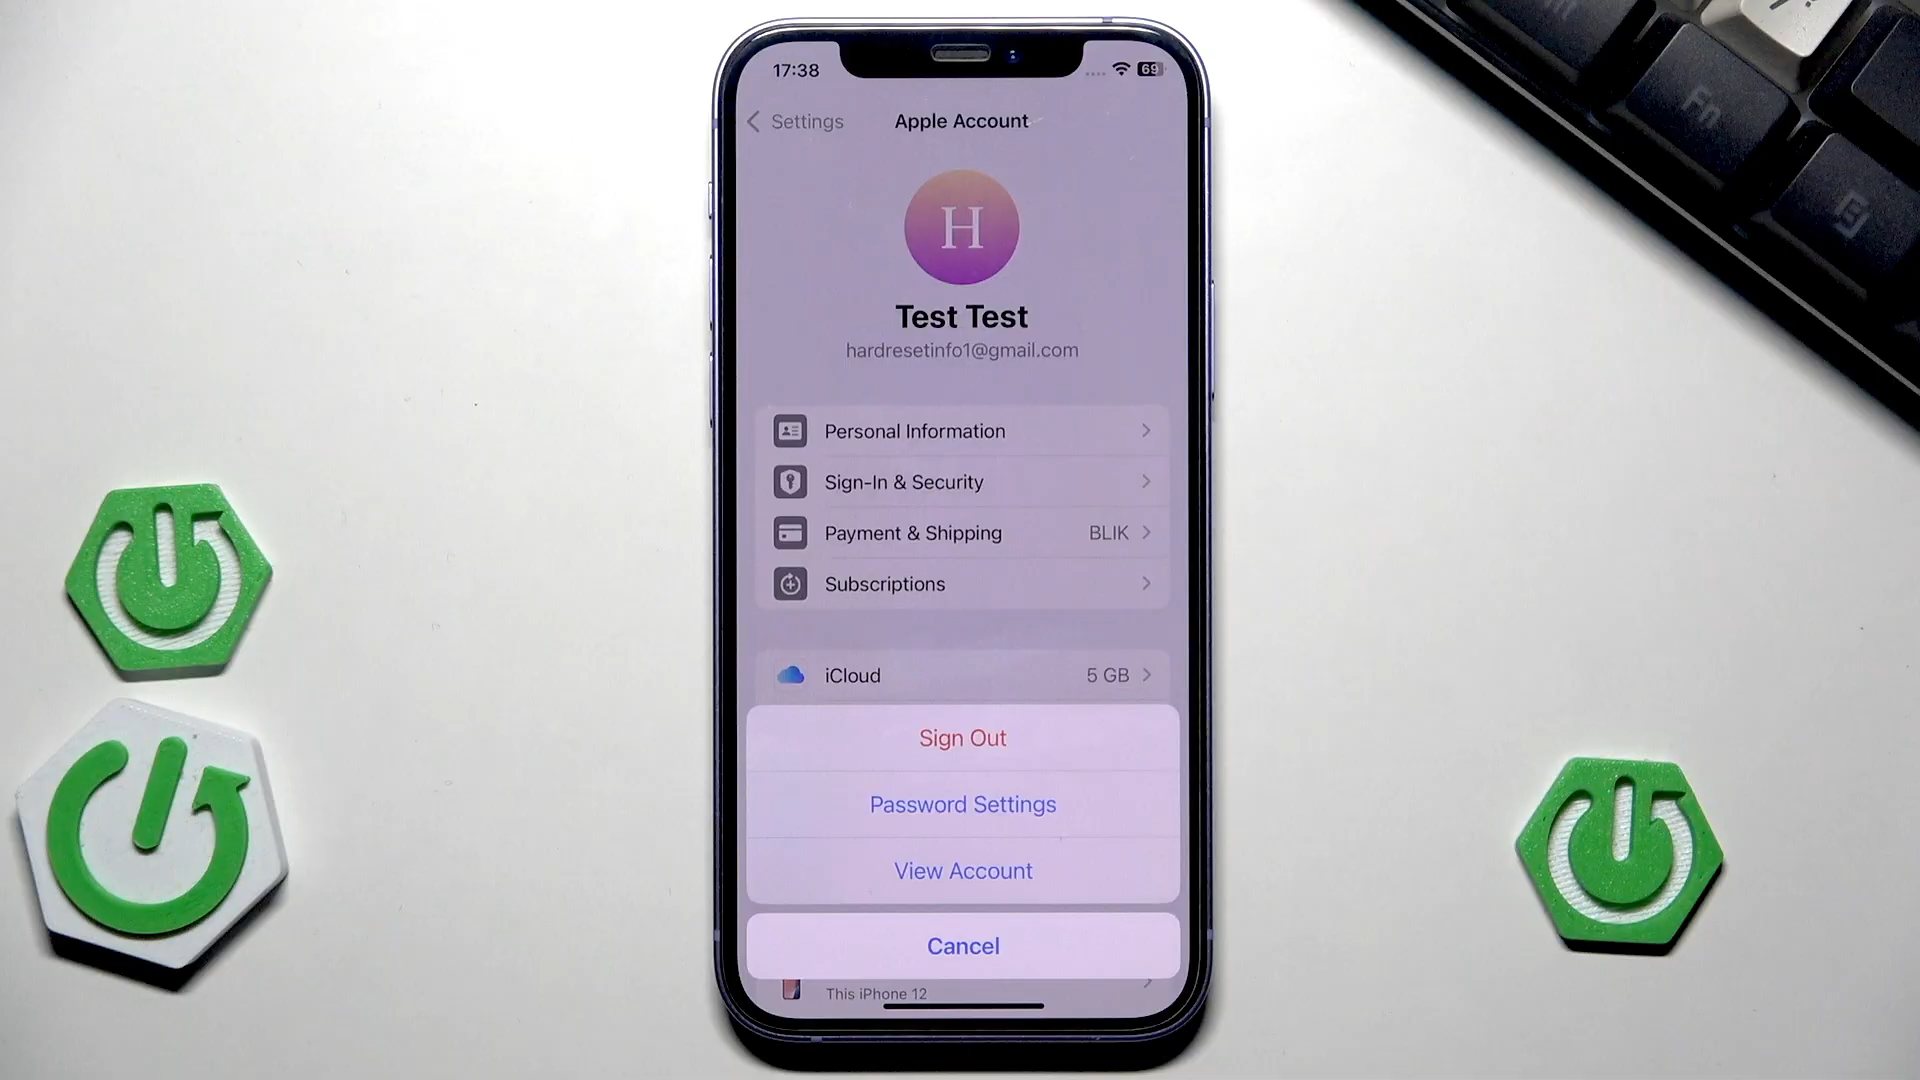 17:38
69
Settings
Apple Account
H
Test Test
hardresetinfo1@gmail.com
Personal Information
Sign-In & Security
Payment & Shipping BLIK
Subscriptions
iCloud 5 GB
Sign Out
Password Settings
View Account
Cancel
This iPhone 12
Fn